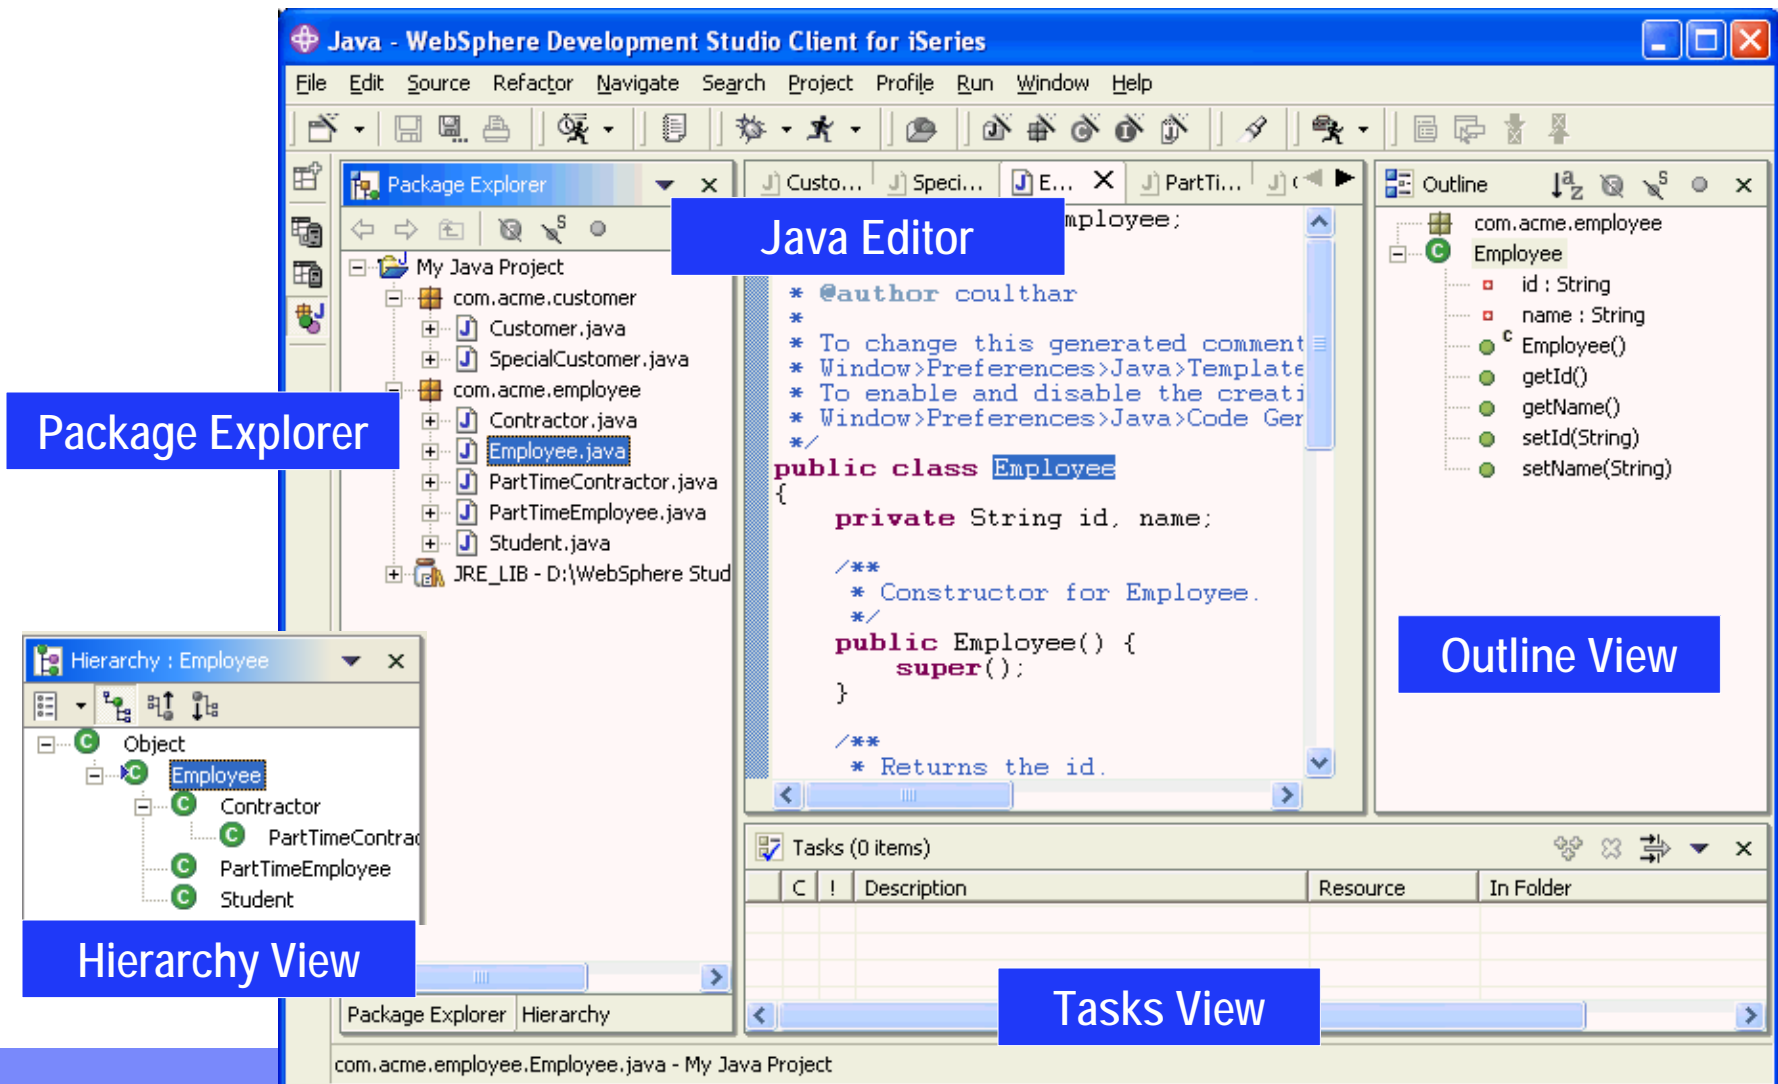 Java - WebSphere Development Studio Client for iSeries
File Edit Source Refactor Navigate Search Project Profile Run Window Help
Package Explorer
My Java Project
com.acme.customer
Customer.java
SpecialCustomer.java
com.acme.employee
Contractor.java
Employee.java
PartTimeContractor.java
PartTimeEmployee.java
Student.java
JRE_LIB - D:\WebSphere Stud
Package Explorer Hierarchy
Package Explorer
Hierarchy : Employee
Object
Employee
Contractor
PartTimeContrac
PartTimeEmployee
Student
Hierarchy View
Custo... Speci... E... PartTi...
Java Editor
mployee;
* @author coulthar
*
* To change this generated comment
* Window>Preferences>Java>Template
* To enable and disable the creati
* Window>Preferences>Java>Code Ger
*/
public class Employee
{
private String id, name;
/**
* Constructor for Employee.
*/
public Employee() {
super();
}
/**
* Returns the id.
Outline
com.acme.employee
Employee
id : String
name : String
Employee()
getId()
getName()
setId(String)
setName(String)
Outline View
Tasks (0 items)
C ! Description Resource In Folder
Tasks View
com.acme.employee.Employee.java - My Java Project